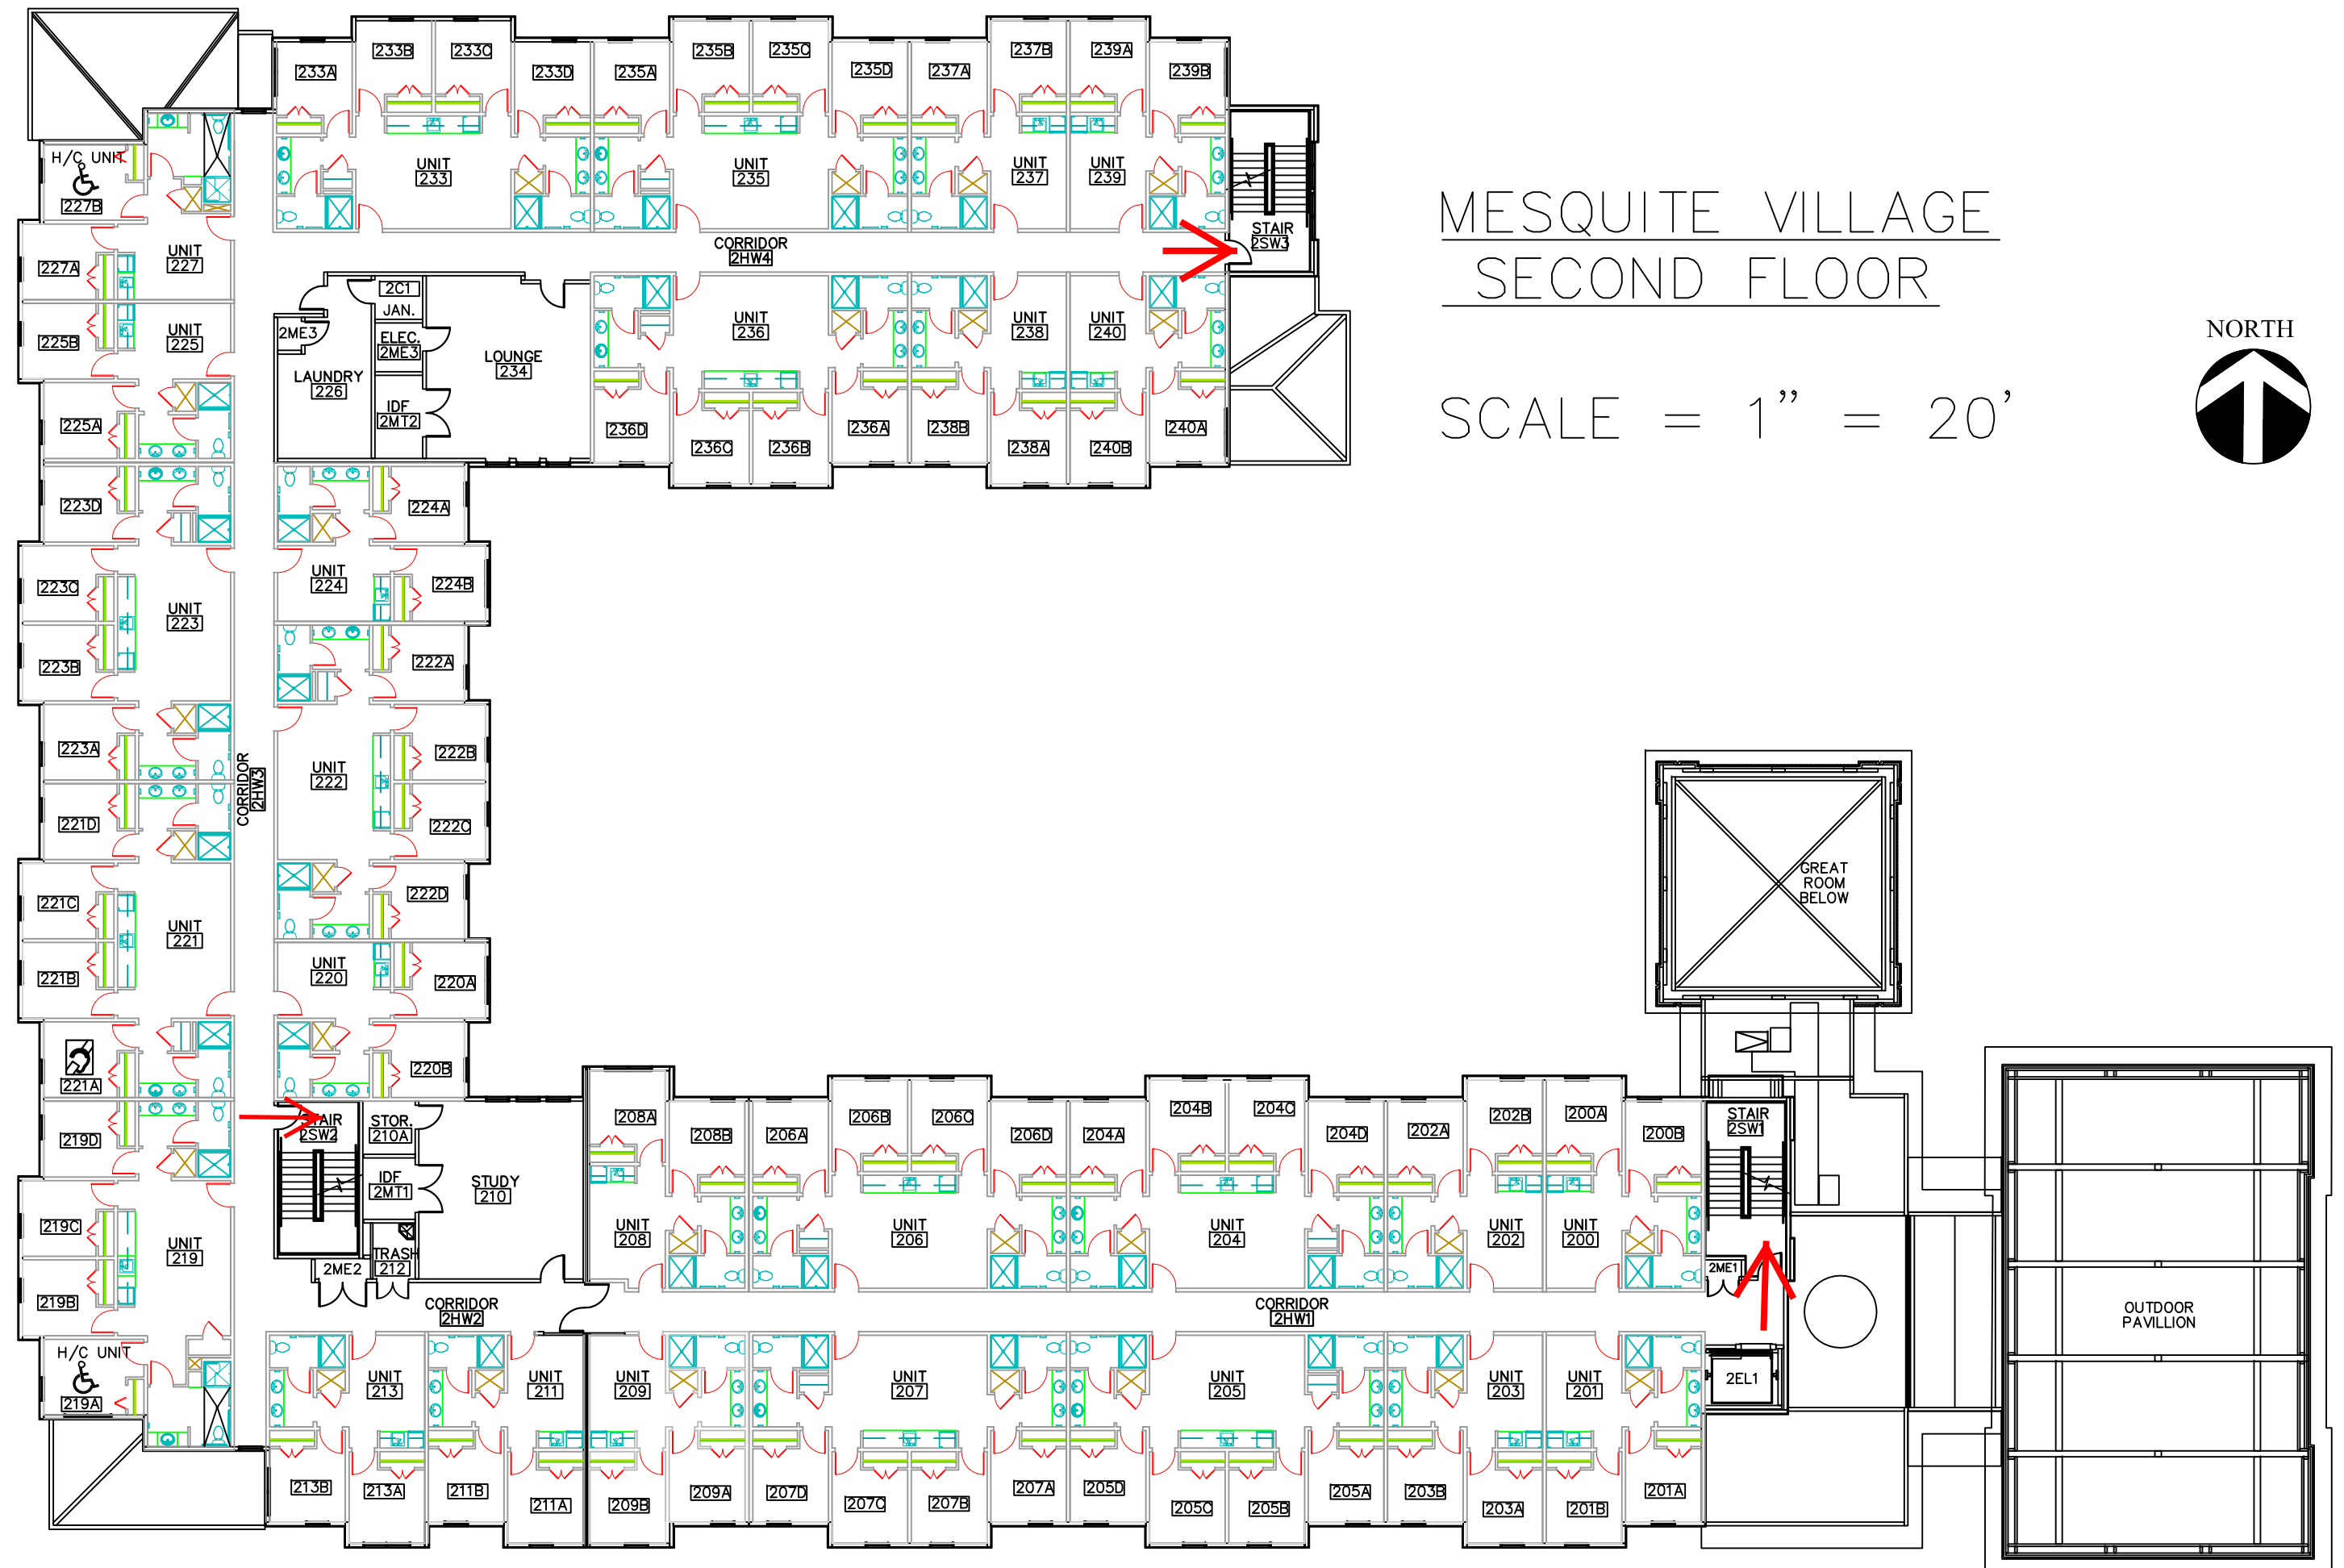 MESQUITE VILLAGE
SECOND FLOOR
SCALE = 1" = 20'
NORTH
233A
233B
233C
233D
235A
235B
235C
235D
237A
237B
239A
239B
UNIT
233
UNIT
235
UNIT
237
UNIT
239
STAIR
2SW3
CORRIDOR
2HW4
H/C UNIT
227B
UNIT
227
227A
UNIT
225
225B
225A
2ME3
LAUNDRY
226
2C1
JAN.
ELEC.
2ME3
IDF
2MT2
LOUNGE
234
UNIT
236
UNIT
238
UNIT
240
236D
236C
236B
236A
238B
238A
240B
240A
223D
223C
UNIT
223
223B
223A
224A
UNIT
224
224B
222A
UNIT
222
222B
222C
222D
CORRIDOR
2HW3
221D
221C
UNIT
221
221B
221A
UNIT
220
220A
220B
219D
219C
UNIT
219
219B
H/C UNIT
219A
STAIR
2SW2
STOR.
210A
IDF
2MT1
STUDY
210
TRASH
212
2ME2
CORRIDOR
2HW2
208A
208B
206A
206B
206C
206D
204A
204B
204C
204D
202A
202B
200A
200B
UNIT
208
UNIT
206
UNIT
204
UNIT
202
UNIT
200
STAIR
2SW1
2ME1
CORRIDOR
2HW1
UNIT
213
UNIT
211
UNIT
209
UNIT
207
UNIT
205
UNIT
203
UNIT
201
2EL1
213B
213A
211B
211A
209B
209A
207D
207C
207B
207A
205D
205C
205B
205A
203B
203A
201B
201A
GREAT
ROOM
BELOW
OUTDOOR
PAVILLION